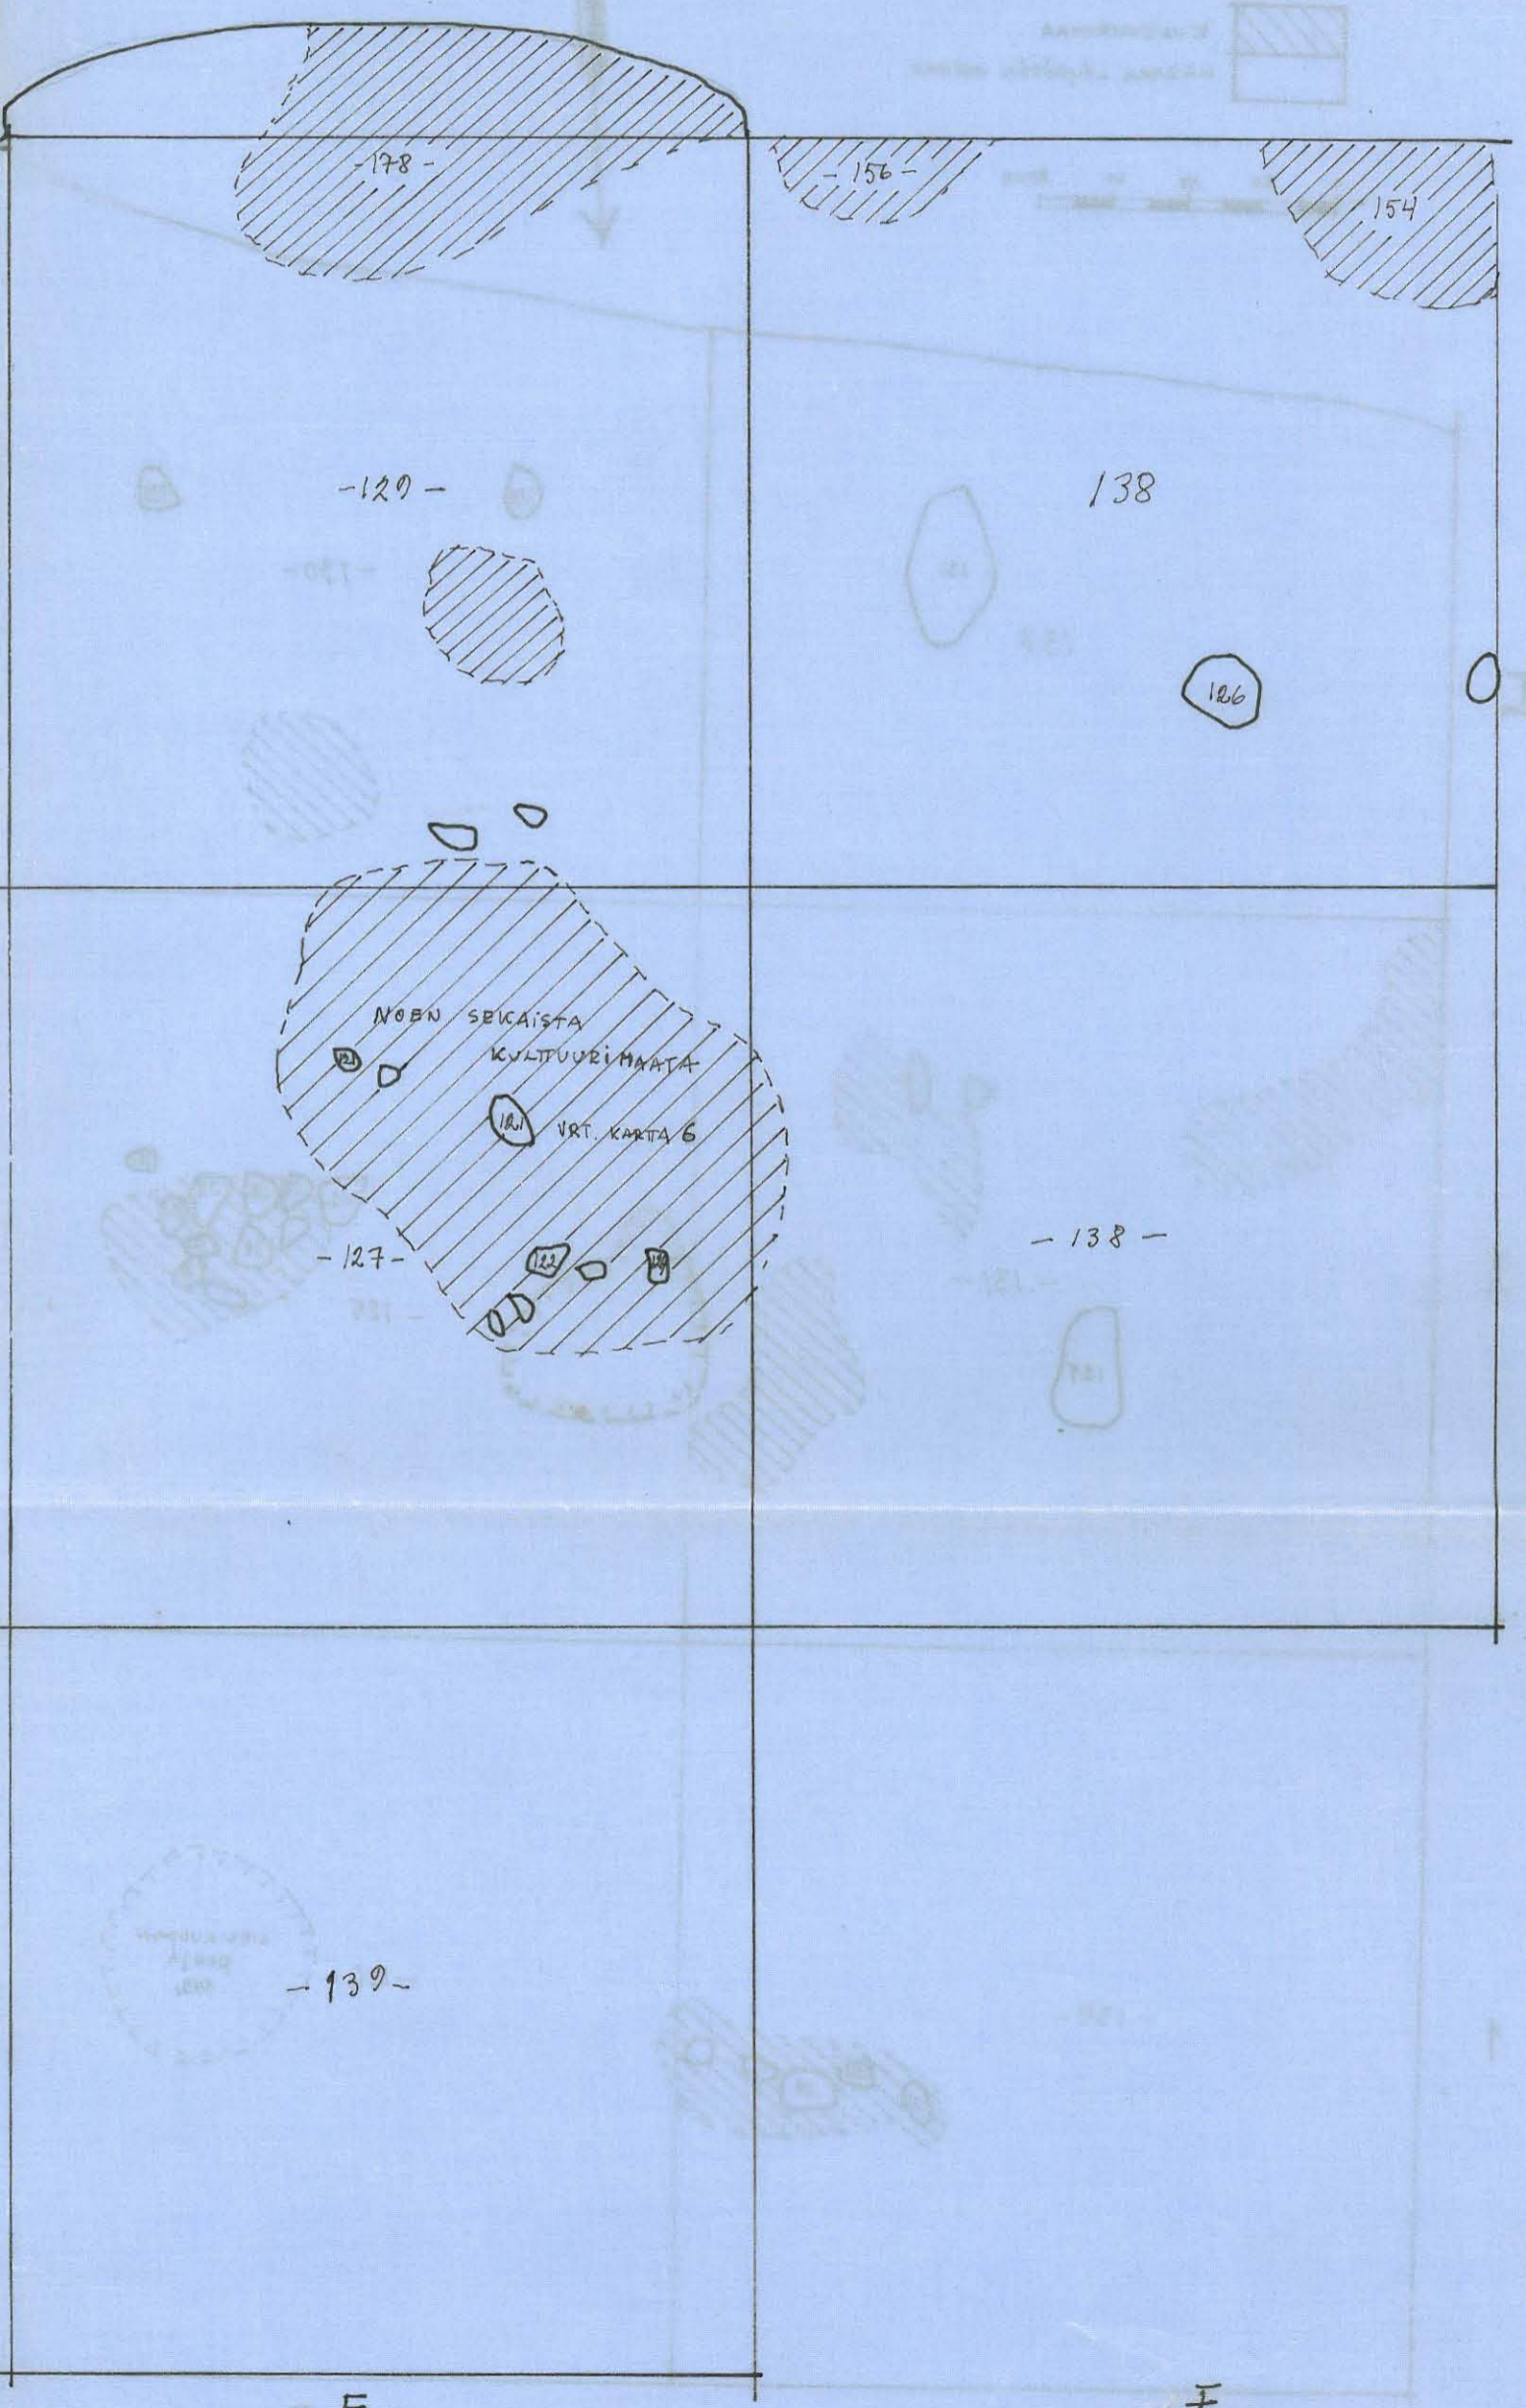 -178-
-156-
154
-129-
138
126
NOEN SEKAISTA
KULTTUURIMAATA
121
VRT. KARTTA 6
-127-
122
-138-
-139-
I